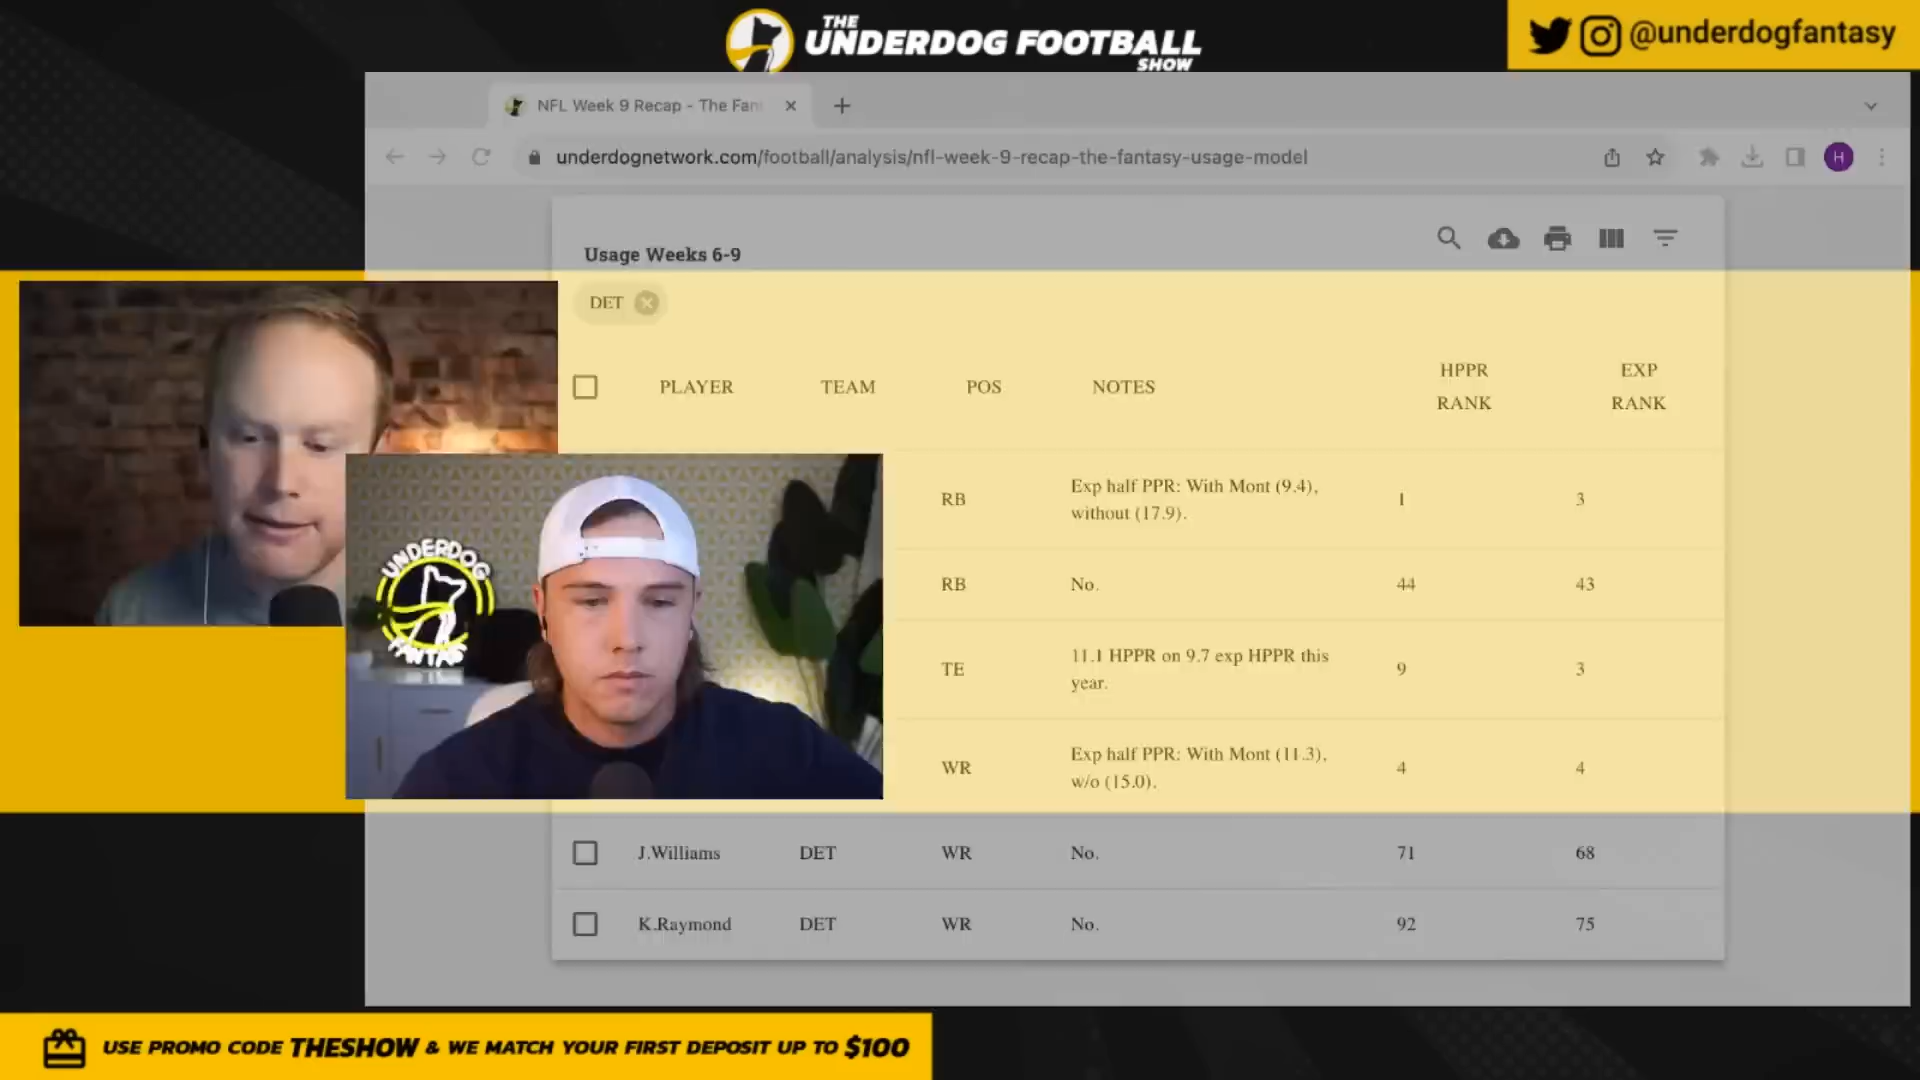 THE
UNDERDOG FOOTBALL
SHOW
@underdogfantasy
NFL Week 9 Recap - The Fan
underdognetwork.com/football/analysis/nfl-week-9-recap-the-fantasy-usage-model
H
Usage Weeks 6-9
DET
PLAYER TEAM POS NOTES HPPR RANK EXP RANK
RB Exp half PPR: With Mont (9.4), without (17.9). 1 3
RB No. 44 43
TE 11.1 HPPR on 9.7 exp HPPR this year. 9 3
WR Exp half PPR: With Mont (11.3), w/o (15.0). 4 4
J.Williams DET WR No. 71 68
K.Raymond DET WR No. 92 75
UNDERDOG
USE PROMO CODE THESHOW & WE MATCH YOUR FIRST DEPOSIT UP TO $100